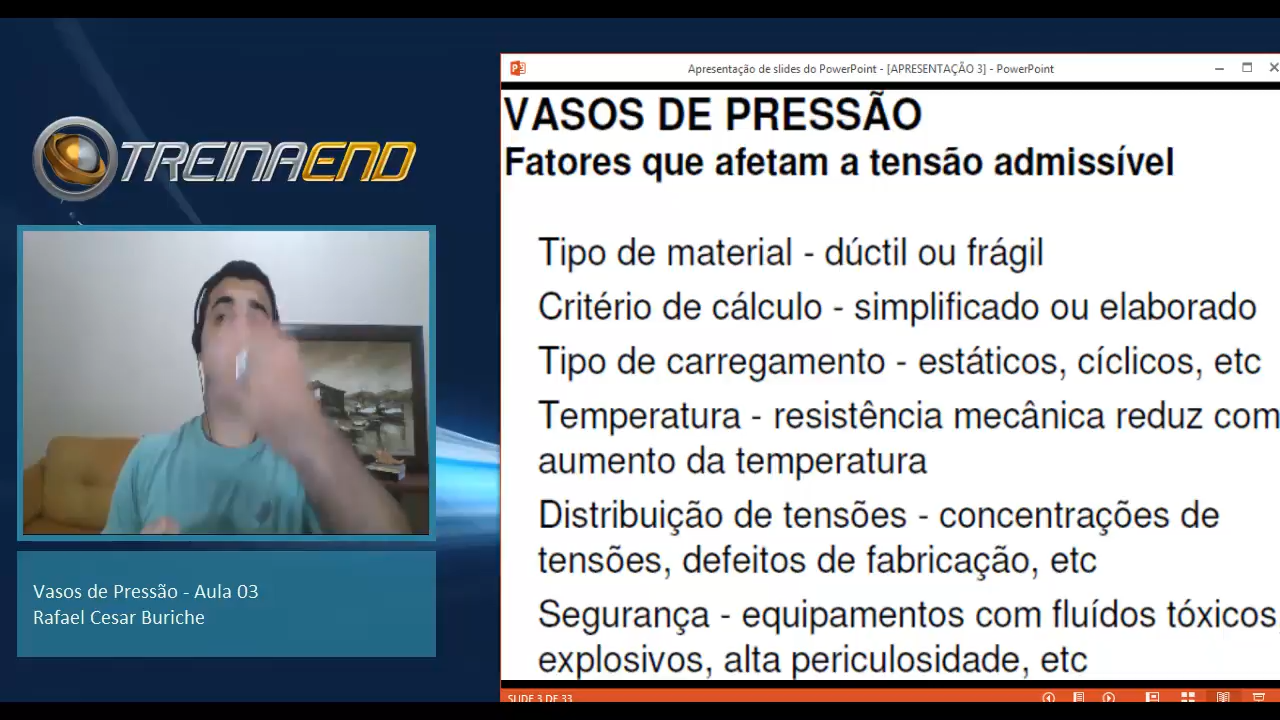 Apresentação de slides do PowerPoint - [APRESENTAÇÃO 3] - PowerPoint
TREINAEND
VASOS DE PRESSÃO
Fatores que afetam a tensão admissível
Tipo de material - dúctil ou frágil
Critério de cálculo - simplificado ou elaborado
Tipo de carregamento - estáticos, cíclicos, etc
Temperatura - resistência mecânica reduz com
aumento da temperatura
Distribuição de tensões - concentrações de
tensões, defeitos de fabricação, etc
Segurança - equipamentos com fluídos tóxicos,
explosivos, alta periculosidade, etc
Vasos de Pressão - Aula 03
Rafael Cesar Buriche
SLIDE 3 DE 33